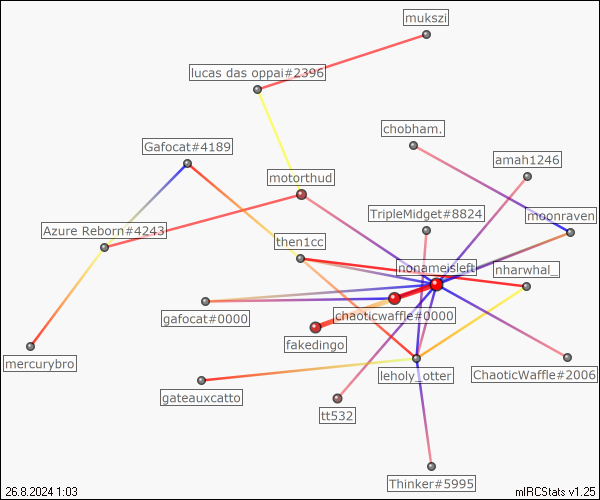 mukszi
lucas das oppai#2396
chobham.
Gafocat#4189
amah1246
motorthud
TripleMidget#8824
moonraven
Azure Reborn#4243
then1cc
nonameisleft
nharwhal_
gafocat#0000
chaoticwaffle#0000
fakedingo
mercurybro
leholy_otter
ChaoticWaffle#2006
gateauxcatto
tt532
Thinker#5995
26.8.2024 1:03
mIRCStats v1.25